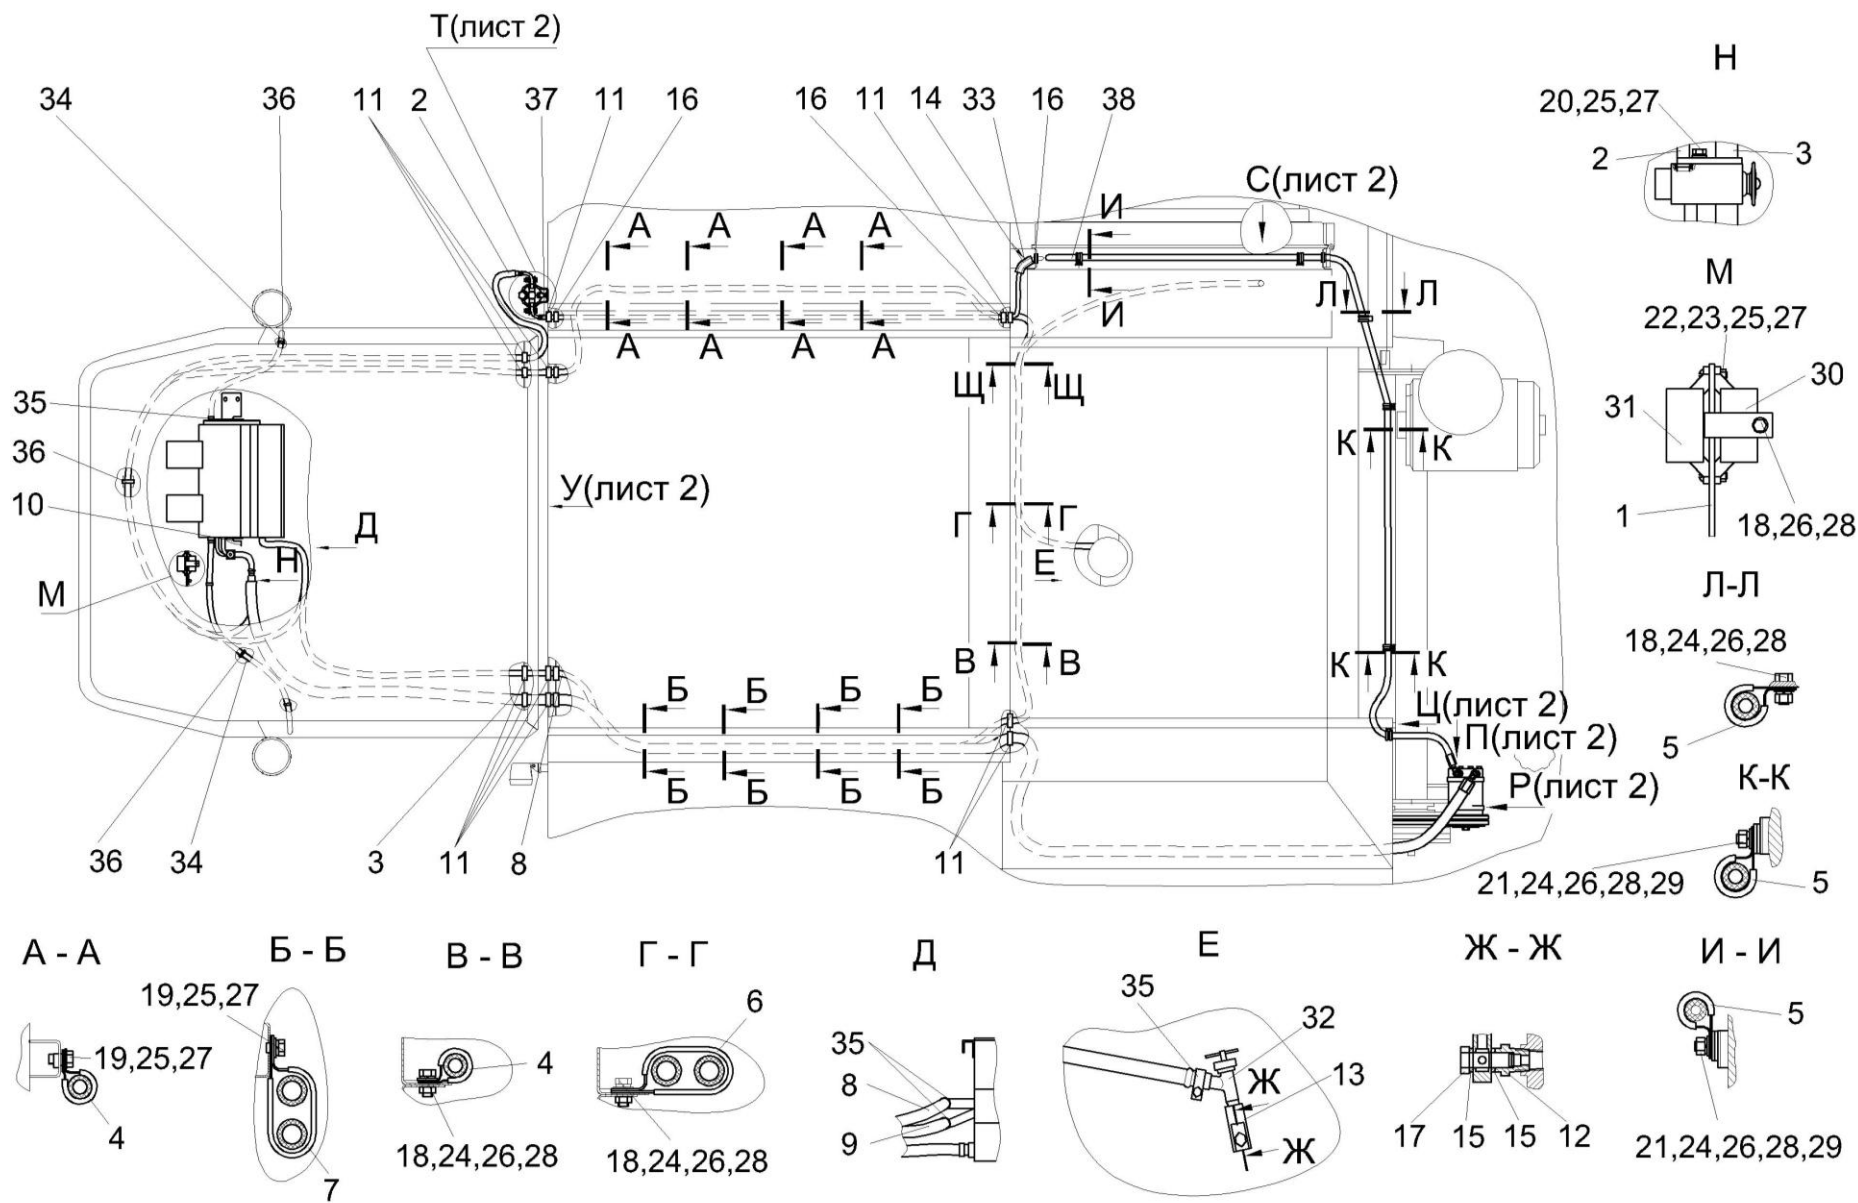 Т(лист 2)
Н
34
36
11
2
37
11
16
16
11
14
33
16
38
20,25,27
2
3
С(лист 2)
И
А
А
А
А
И
А
А
А
А
Л
Л
М
22,23,25,27
30
31
1
18,26,28
Щ
Щ
35
36
10
К
К
У(лист 2)
Д
Г
Г
Н
Е
М
Л-Л
18,24,26,28
5
В
В
К
К
Б
Б
Б
Б
Ц(лист 2)
П(лист 2)
Р(лист 2)
Б
Б
Б
Б
К-К
36
34
3
11
8
11
21,24,26,28,29
5
А - А
19,25,27
4
Б - Б
19,25,27
7
В - В
4
18,24,26,28
Г - Г
6
18,24,26,28
Д
35
8
9
Е
35
32
Ж
13
Ж
Ж - Ж
17
15
15
12
И - И
5
21,24,26,28,29